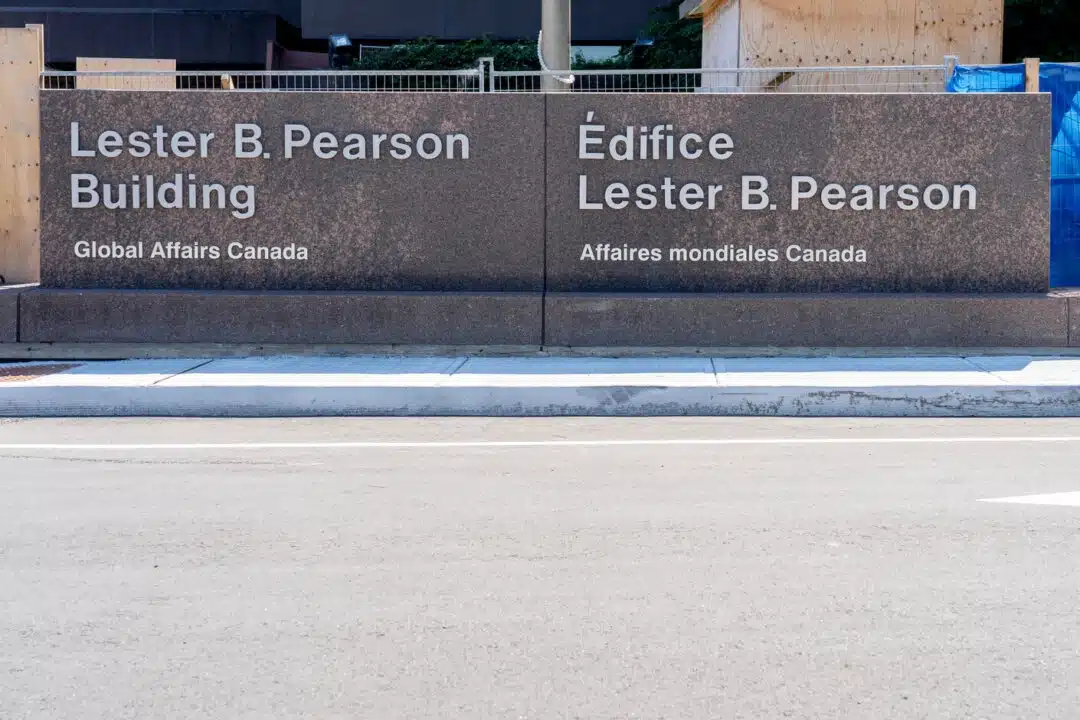 Lester B. Pearson
Building
Global Affairs Canada
Édifice
Lester B. Pearson
Affaires mondiales Canada